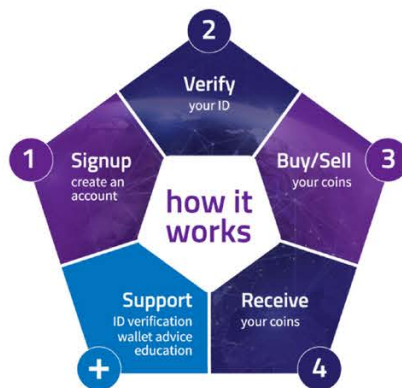 1
Signup
create an
account
2
Verify
your ID
3
Buy/Sell
your coins
4
Receive
your coins
+
Support
ID verification
wallet advice
education
how it
works